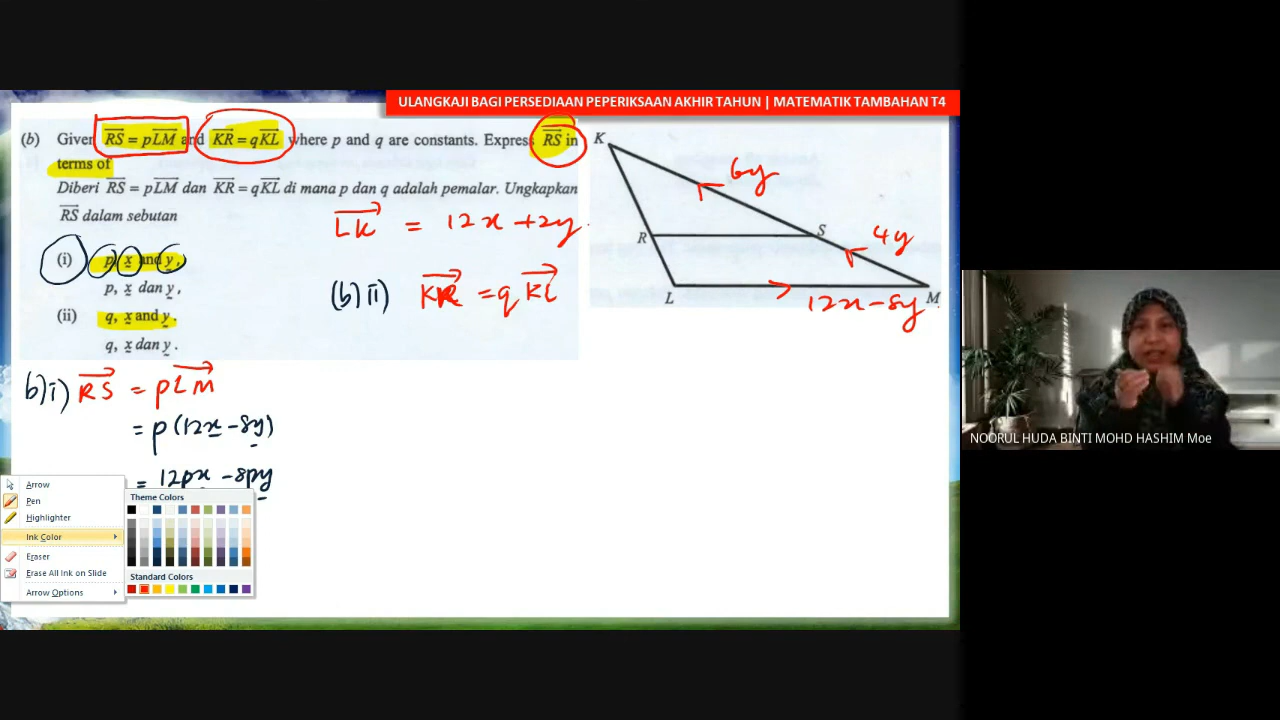 ULANGKAJI BAGI PERSEDIAAN PEPERIKSAAN AKHIR TAHUN | MATEMATIK TAMBAHAN T4
(b) Given RS = pLM and KR = qKL where p and q are constants. Express RS in
terms of
Diberi RS = pLM dan KR = qKL di mana p dan q adalah pemalar. Ungkapkan
RS dalam sebutan
(i) p, x and y.
p, x dan y,
(ii) q, x and y.
q, x dan y.
LK = 12x + 2y
(b) ii) KR = q KL
K
R
S
L
M
6y
4y
12x - 8y
b) i) RS = pLM
= p(12x - 8y)
= 12px - 8py
Arrow
Pen
Highlighter
Ink Color
Eraser
Erase All Ink on Slide
Arrow Options
Theme Colors
Standard Colors
NOORUL HUDA BINTI MOHD HASHIM Moe